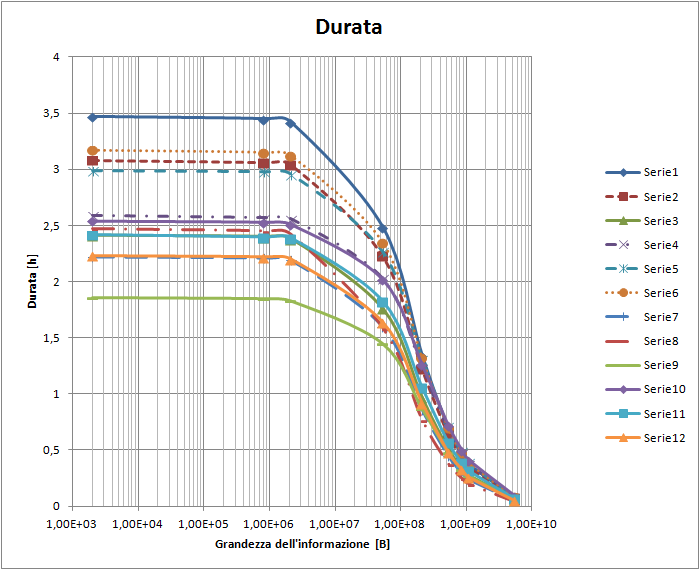 Durata
4
3,5
3
2,5
2
1,5
1
0,5
0
Durata [h]
1,00E+03 1,00E+04 1,00E+05 1,00E+06 1,00E+07 1,00E+08 1,00E+09 1,00E+10
Grandezza dell'informazione [B]
Serie1
Serie2
Serie3
Serie4
Serie5
Serie6
Serie7
Serie8
Serie9
Serie10
Serie11
Serie12